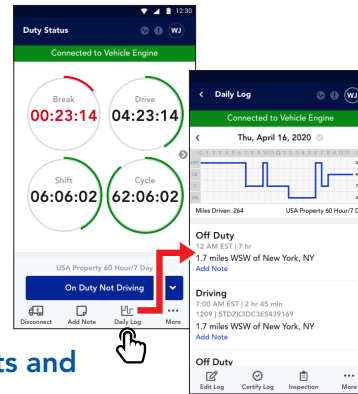 12:30
Duty Status
WJ
Connected to Vehicle Engine
Break
00:23:14
Drive
04:23:14
Shift
06:06:02
Cycle
62:06:02
USA Property 60 Hour/7 Day
On Duty Not Driving
Disconnect
Add Note
Daily Log
More
ts and
Daily Log
WJ
Connected to Vehicle Engine
Thu, April 16, 2020
Miles Driven: 264
USA Property 60 Hour/7 D
Off Duty
12 AM EST | 7 hr
1.7 miles WSW of New York, NY
Add Note
Driving
7:00 AM EST | 2 hr 45 min
1209 | 5TDZK3DC3ES439169
1.7 miles WSW of New York, NY
Add Note
Off Duty
Edit Log
Certify Log
Inspection
More